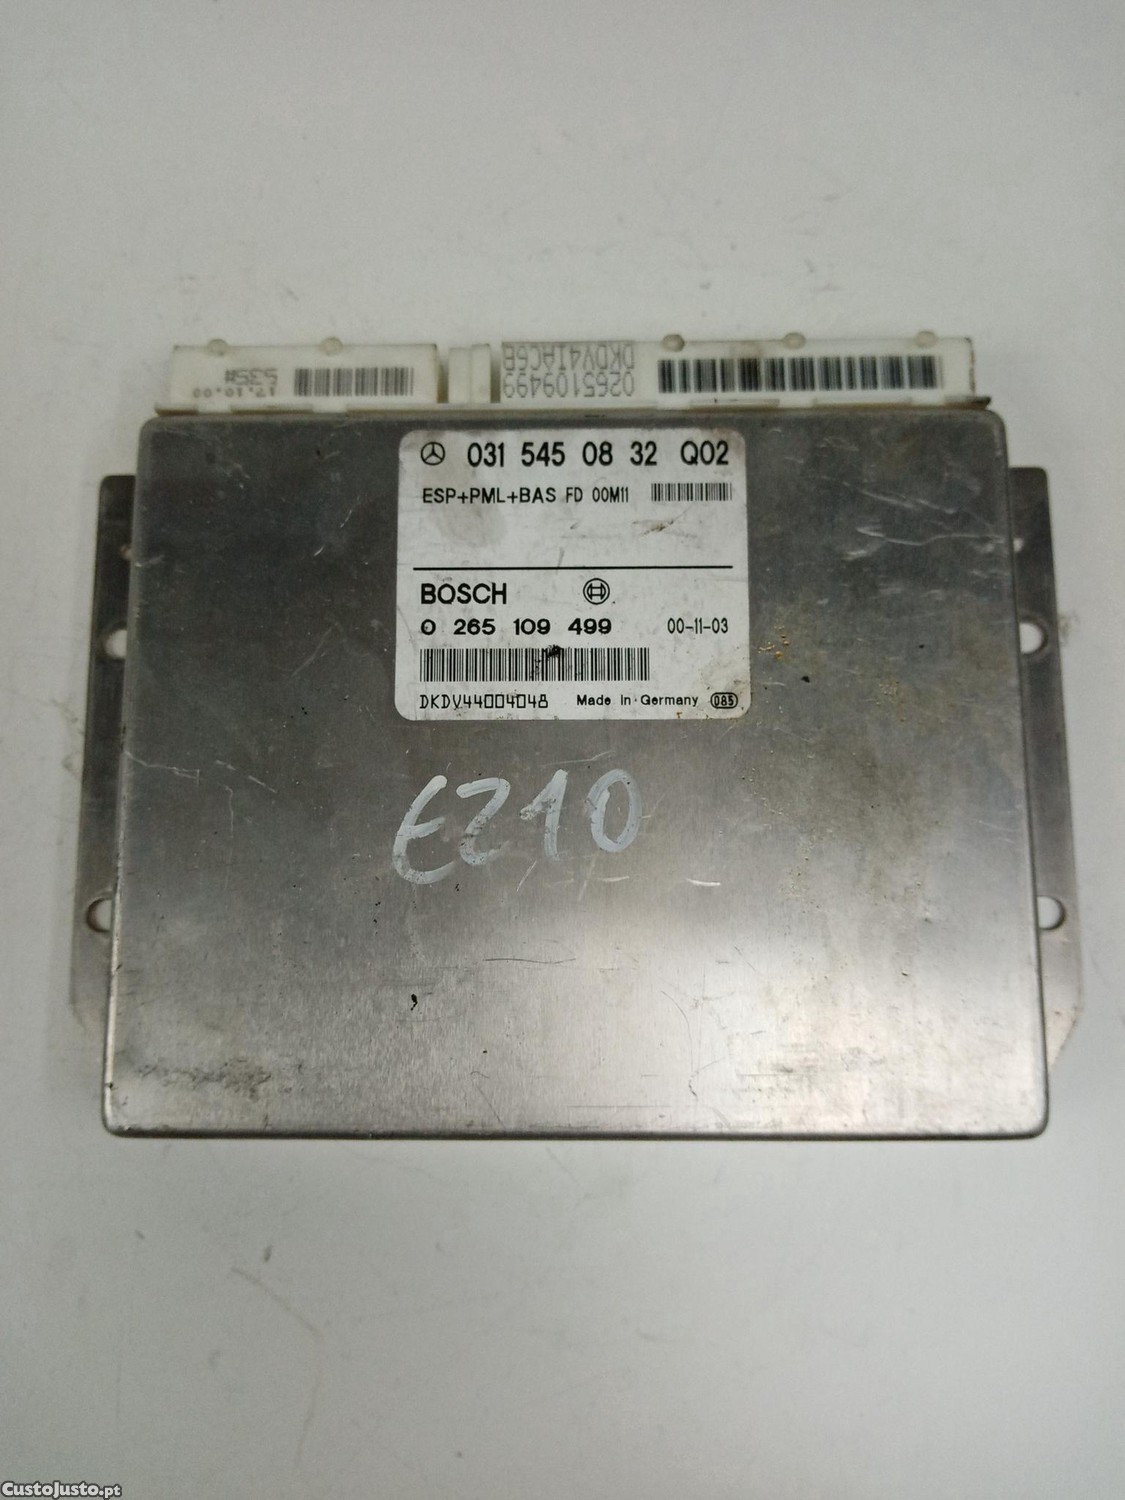 535#
17.10.00
0265109499
DKDV41AC6B
031 545 08 32 Q02
ESP+PML+BAS FD 00M11
BOSCH
0 265 109 499 00-11-03
DKDV44004048 Made in Germany 085
E210
CustoJusto.pt